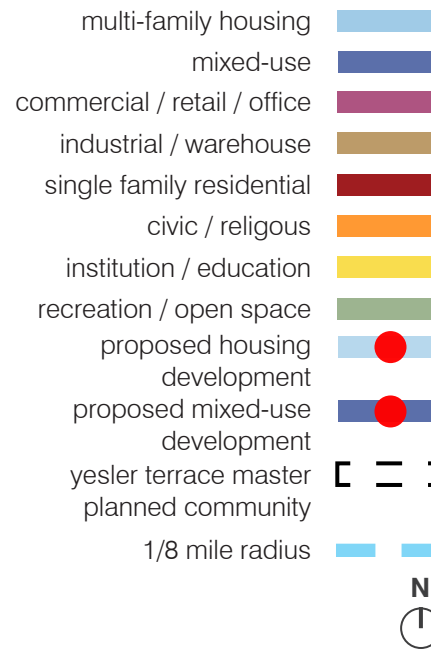 multi-family housing
mixed-use
commercial / retail / office
industrial / warehouse
single family residential
civic / religous
institution / education
recreation / open space
proposed housing
development
proposed mixed-use
development
yesler terrace master
planned community
1/8 mile radius
N